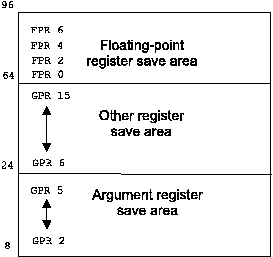 96
FPR 6
FPR 4
FPR 2
FPR 0
Floating-point
register save area
64
GPR 15
Other register
save area
GPR 6
24
GPR 5
Argument register
save area
GPR 2
8